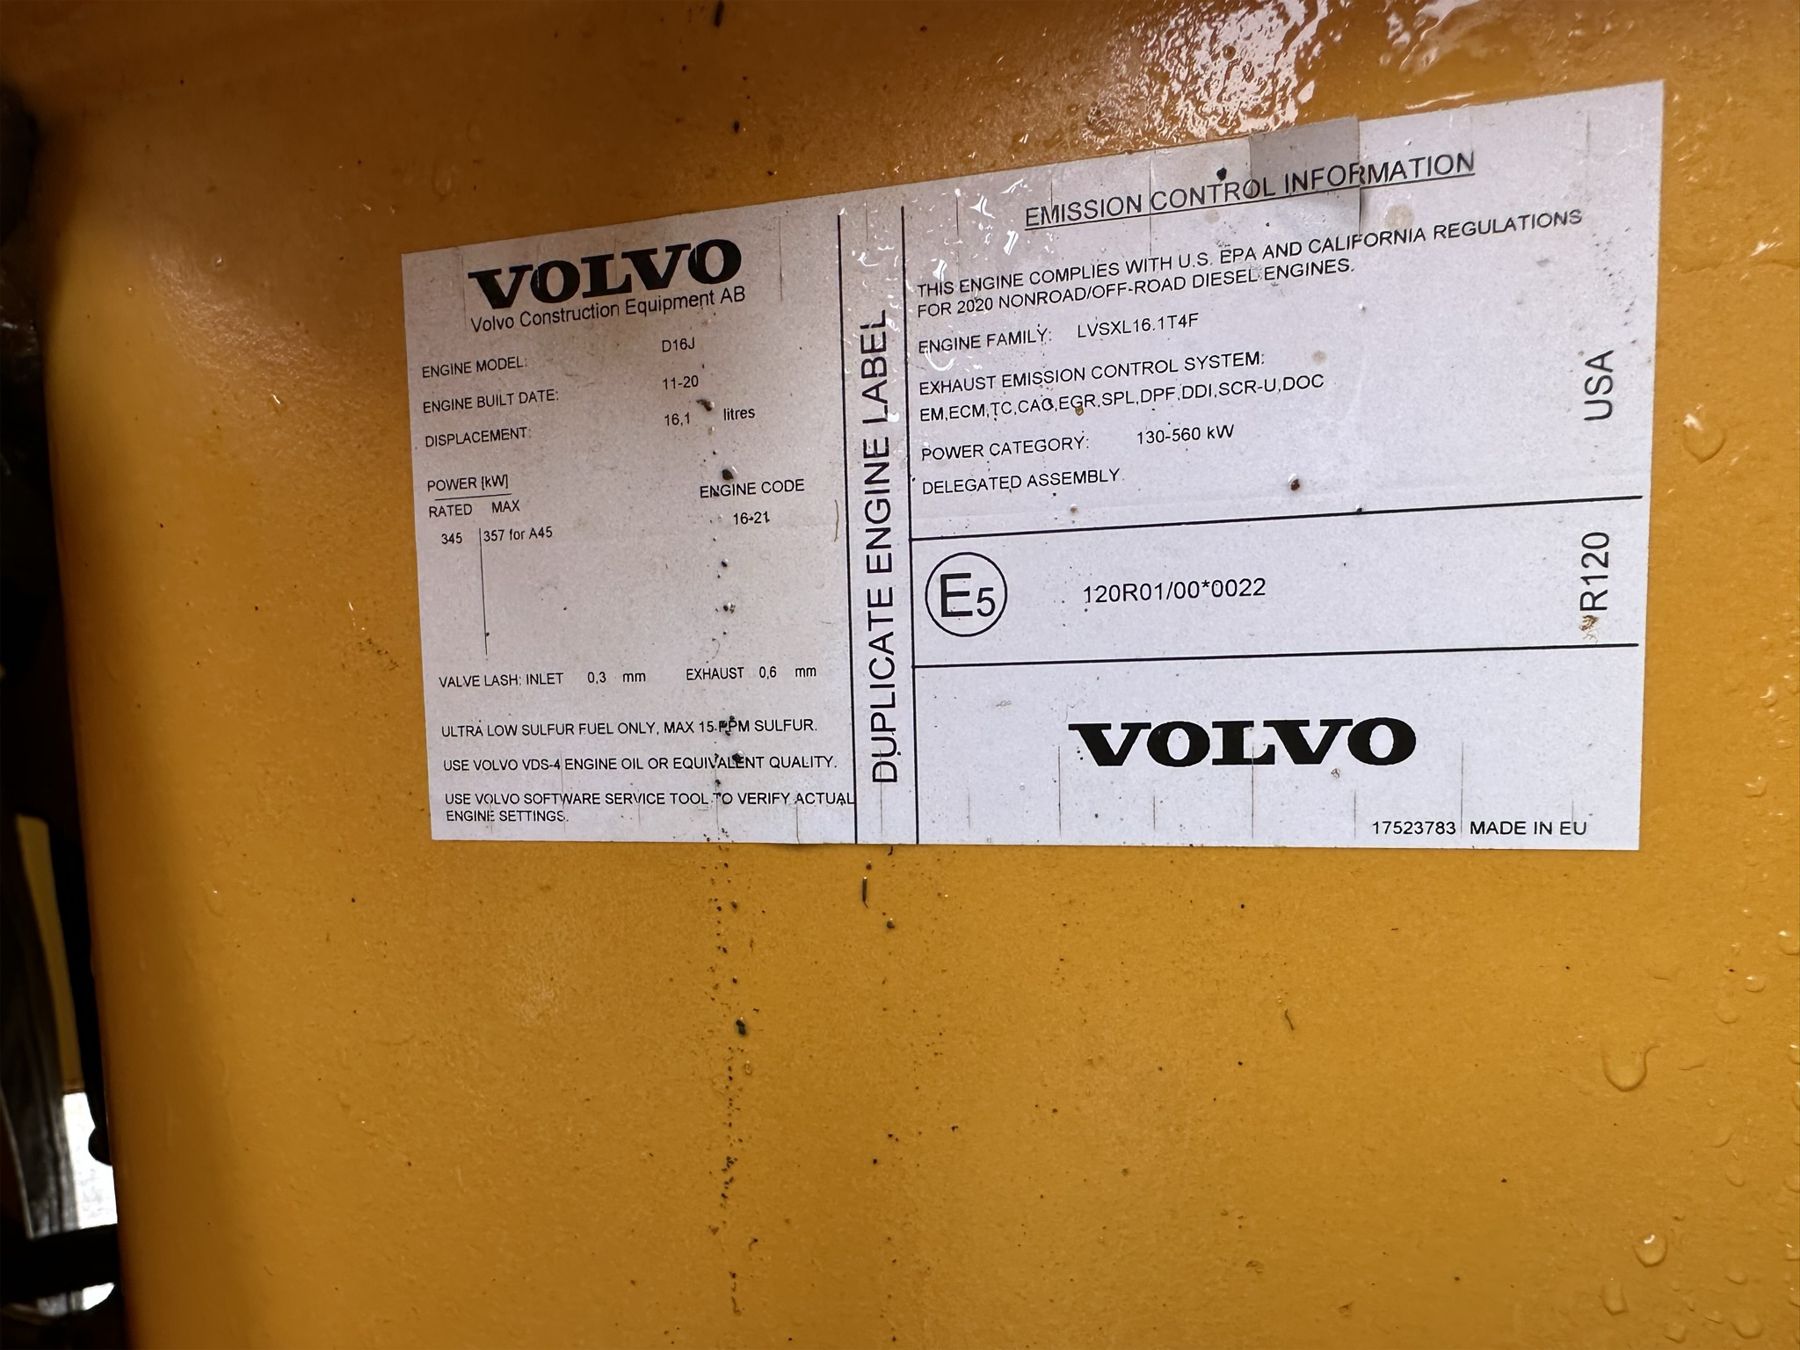 VOLVO
Volvo Construction Equipment AB
ENGINE MODEL: D16J
ENGINE BUILT DATE: 11-20
DISPLACEMENT: 16,1 litres
POWER [kW]
RATED MAX
ENGINE CODE
345 357 for A45
16-21
VALVE LASH: INLET 0,3 mm EXHAUST 0,6 mm
ULTRA LOW SULFUR FUEL ONLY, MAX 15 PPM SULFUR.
USE VOLVO VDS-4 ENGINE OIL OR EQUIVALENT QUALITY.
USE VOLVO SOFTWARE SERVICE TOOL TO VERIFY ACTUAL
ENGINE SETTINGS.
DUPLICATE ENGINE LABEL
EMISSION CONTROL INFORMATION
THIS ENGINE COMPLIES WITH U.S. EPA AND CALIFORNIA REGULATIONS
FOR 2020 NONROAD/OFF-ROAD DIESEL ENGINES.
ENGINE FAMILY: LVSXL16.1T4F
EXHAUST EMISSION CONTROL SYSTEM:
EM,ECM,TC,CAC,EGR,SPL,DPF,DDI,SCR-U,DOC
POWER CATEGORY: 130-560 kW
DELEGATED ASSEMBLY
USA
E5 120R01/00*0022
R120
VOLVO
17523783 MADE IN EU